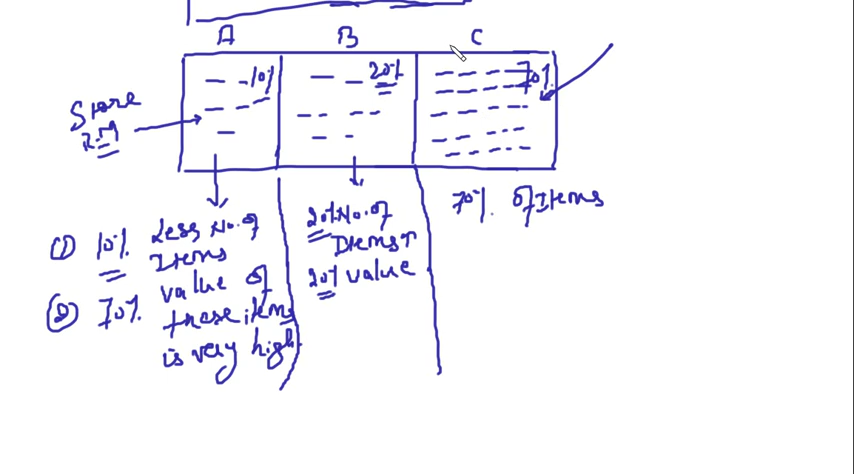 A B C
10% 20% 70%
Store
R.M
70% of Items
(1) 10% Less No. of
Items
(2) 70% value of
these items
is very high
20% No. of
Items↑
20% value